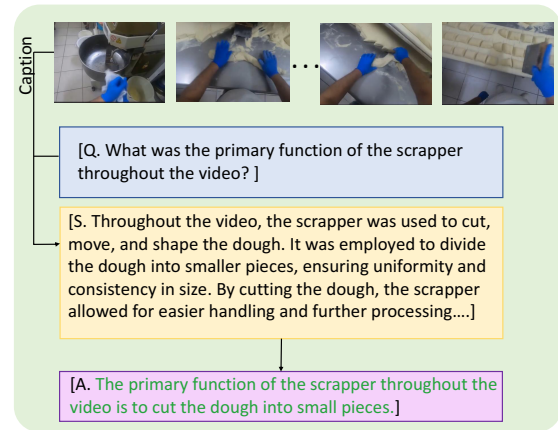 Caption
[Q. What was the primary function of the scrapper
throughout the video? ]
[S. Throughout the video, the scrapper was used to cut,
move, and shape the dough. It was employed to divide
the dough into smaller pieces, ensuring uniformity and
consistency in size. By cutting the dough, the scrapper
allowed for easier handling and further processing....]
[A. The primary function of the scrapper throughout the
video is to cut the dough into small pieces.]